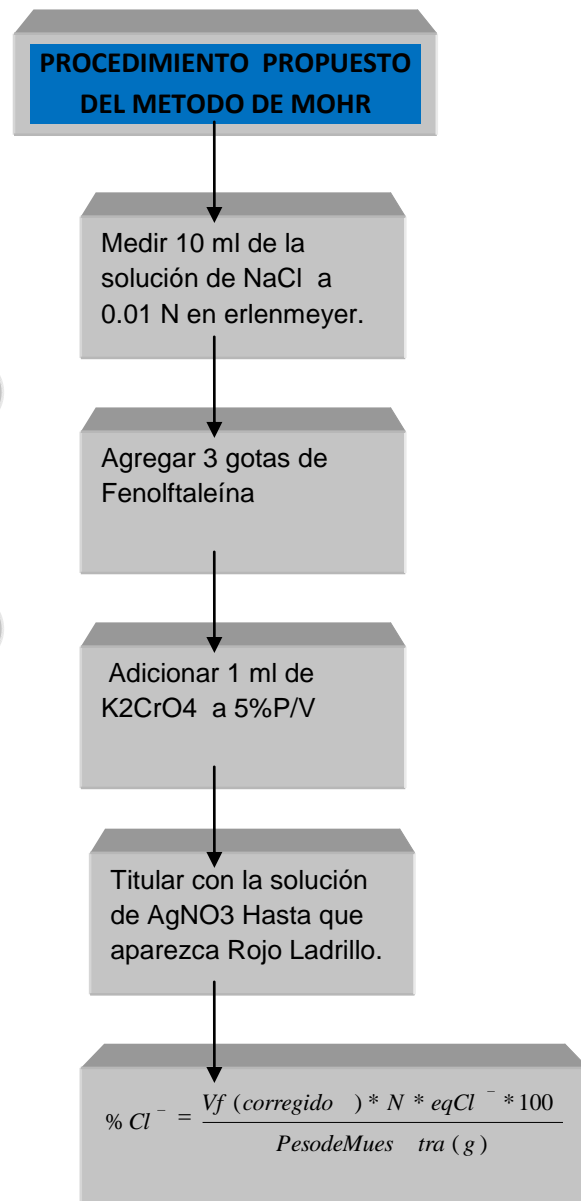 PROCEDIMIENTO PROPUESTO
DEL METODO DE MOHR
Medir 10 ml de la
solución de NaCl a
0.01 N en erlenmeyer.
Agregar 3 gotas de
Fenolftaleína
Adicionar 1 ml de
K2CrO4 a 5%P/V
Titular con la solución
de AgNO3 Hasta que
aparezca Rojo Ladrillo.
% Cl⁻ = Vf (corregido ) * N * eqCl⁻ * 100
PesodeMues tra (g)